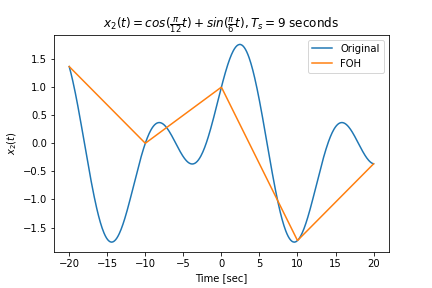 x₂(t) = cos(π/12 t) + sin(π/6 t), Tₛ = 9 seconds
Original
FOH
x₂(t)
1.5
1.0
0.5
0.0
−0.5
−1.0
−1.5
−20 −15 −10 −5 0 5 10 15 20
Time [sec]